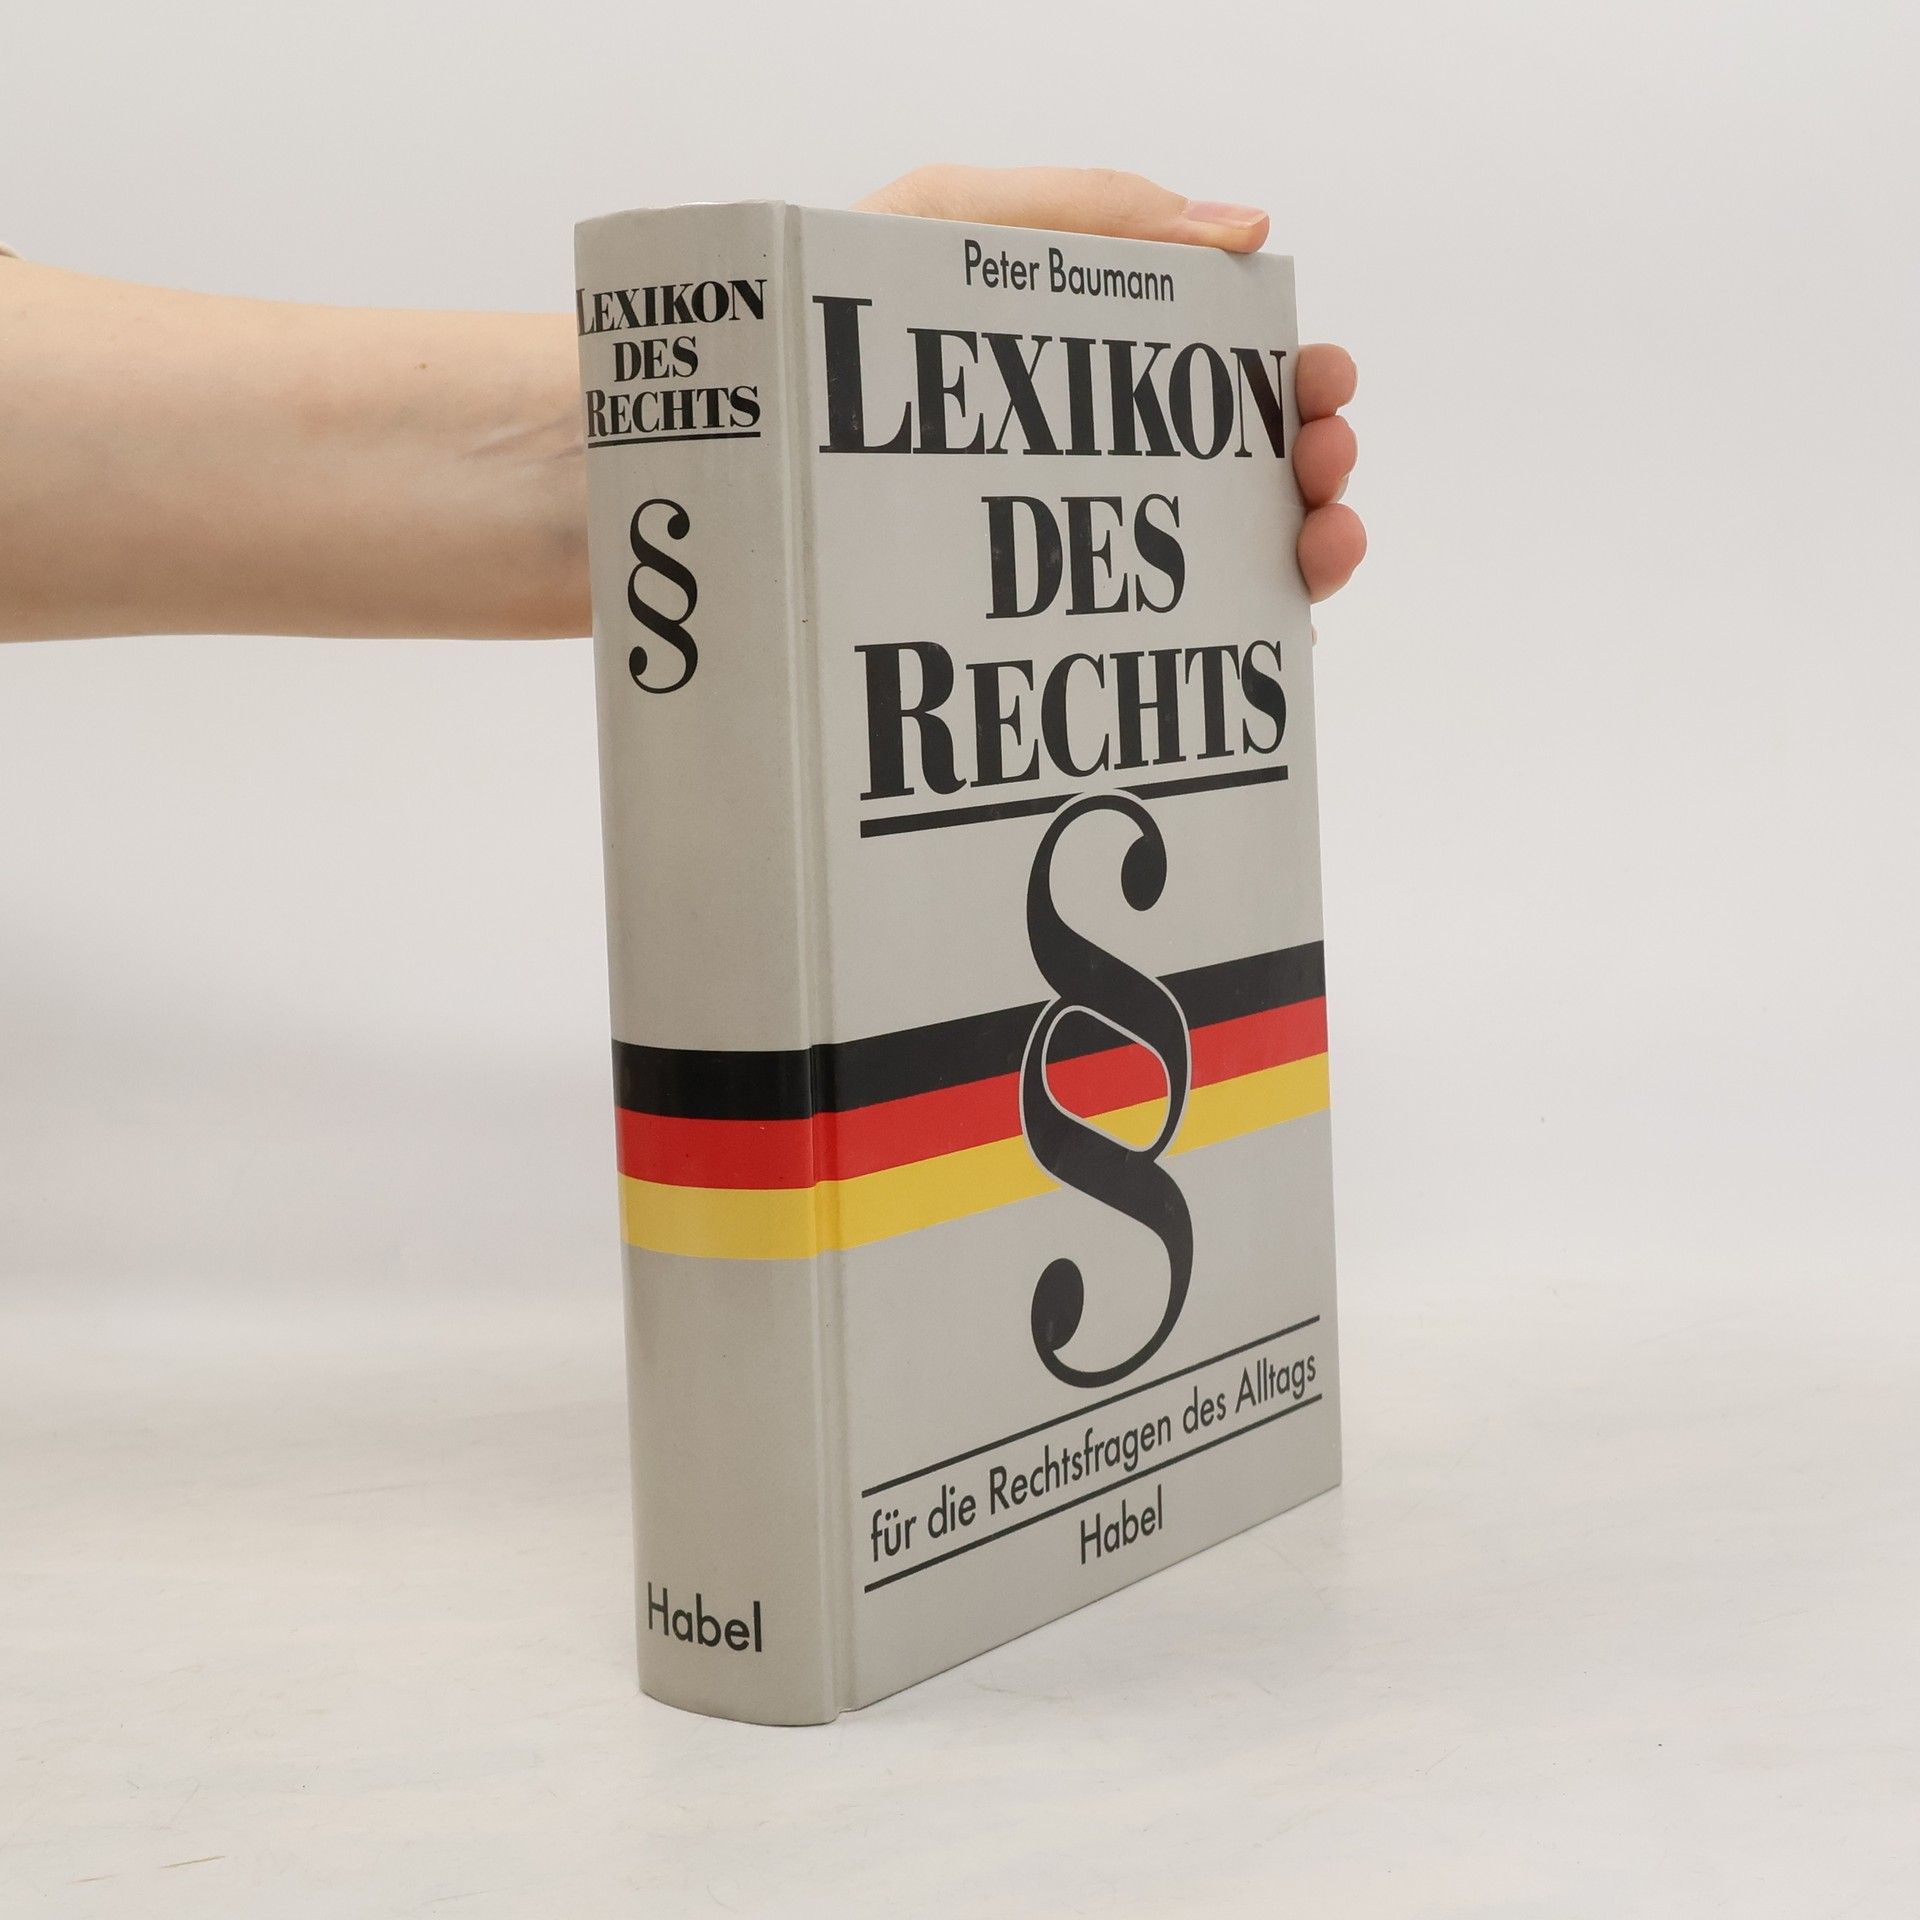 LEXIKON
DES
RECHTS
§
Habel
Peter Baumann
LEXIKON
DES
RECHTS
§
für die Rechtsfragen des Alltags
Habel